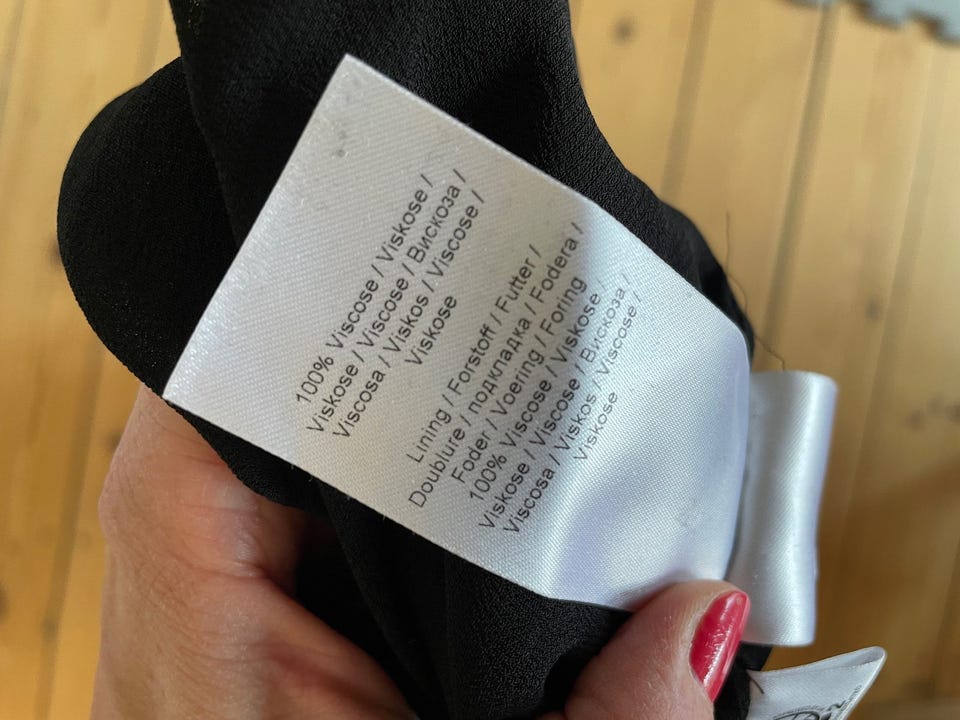 100% Viscose / Viskose /
Viskose / Viscose / Вискоза /
Viscosa / Viskos / Viscose /
Viskose
Lining / Forstoff / Futter /
Doublure / подкладка / Fodera /
Foder / Voering / Foring
100% Viscose / Viskose /
Viskose / Viscose / Вискоза /
Viscosa / Viskos / Viscose /
Viskose